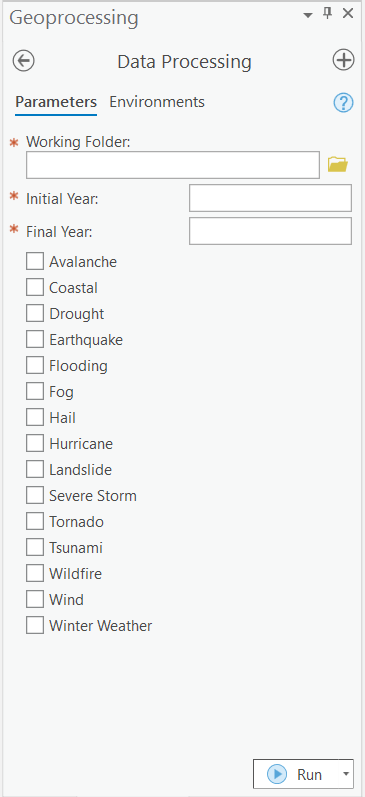 Geoprocessing
Data Processing
Parameters Environments
?
* Working Folder:
* Initial Year:
* Final Year:
Avalanche
Coastal
Drought
Earthquake
Flooding
Fog
Hail
Hurricane
Landslide
Severe Storm
Tornado
Tsunami
Wildfire
Wind
Winter Weather
Run